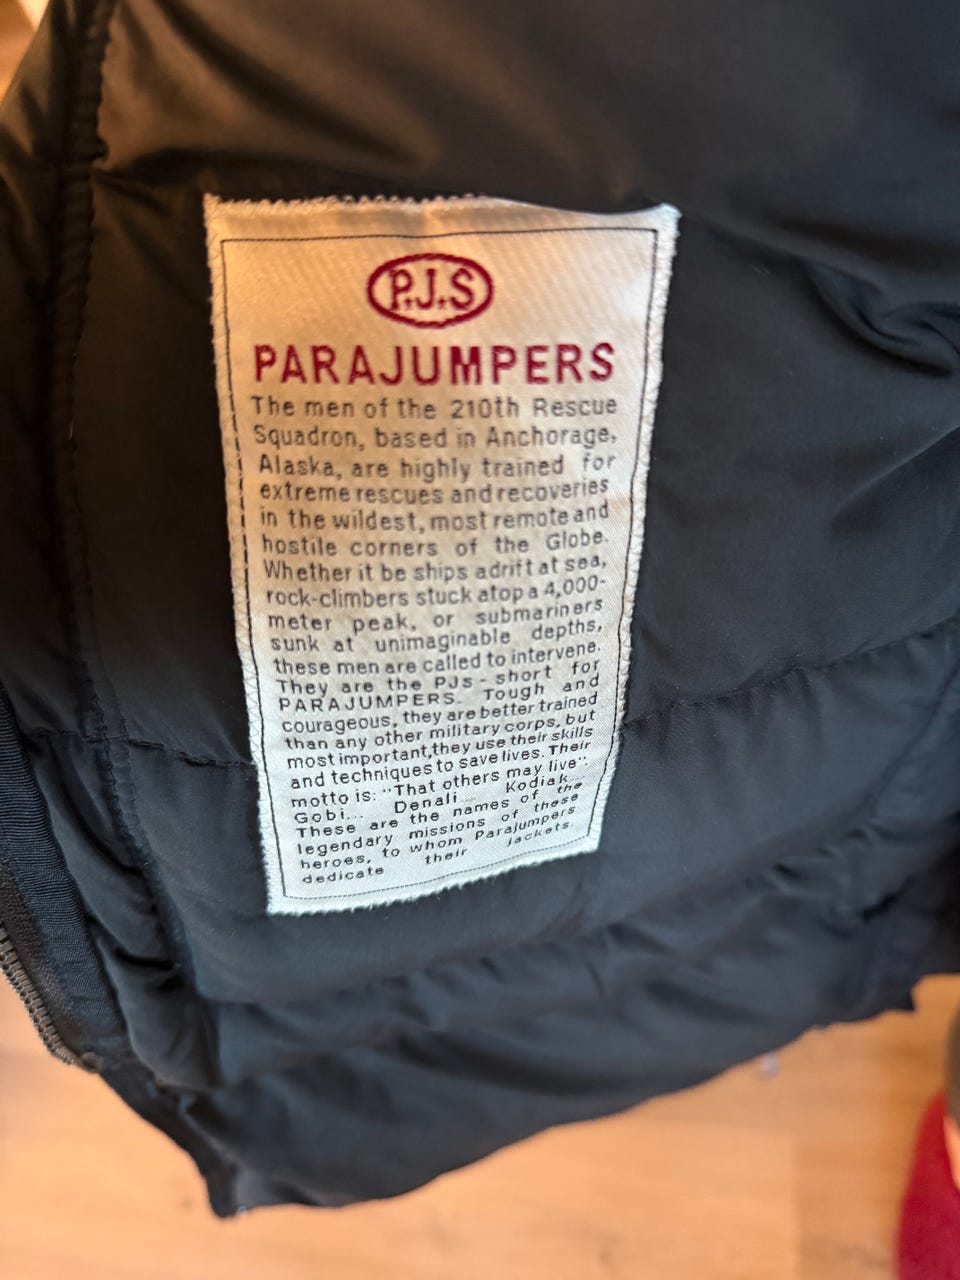 P.J.S
PARAJUMPERS
The men of the 210th Rescue
Squadron, based in Anchorage,
Alaska, are highly trained for
extreme rescues and recoveries
in the wildest, most remote and
hostile corners of the Globe.
Whether it be ships adrift at sea,
rock-climbers stuck atop a 4,000-
meter peak, or submariners
sunk at unimaginable depths,
these men are called to intervene.
They are the PJs - short for
PARAJUMPERS. Tough and
courageous, they are better trained
than any other military corps, but
most important,they use their skills
and techniques to save lives. Their
motto is: "That others may live".
Gobi... Denali... Kodiak...
These are the names of the
legendary missions of these
heroes, to whom Parajumpers
dedicate their jackets.